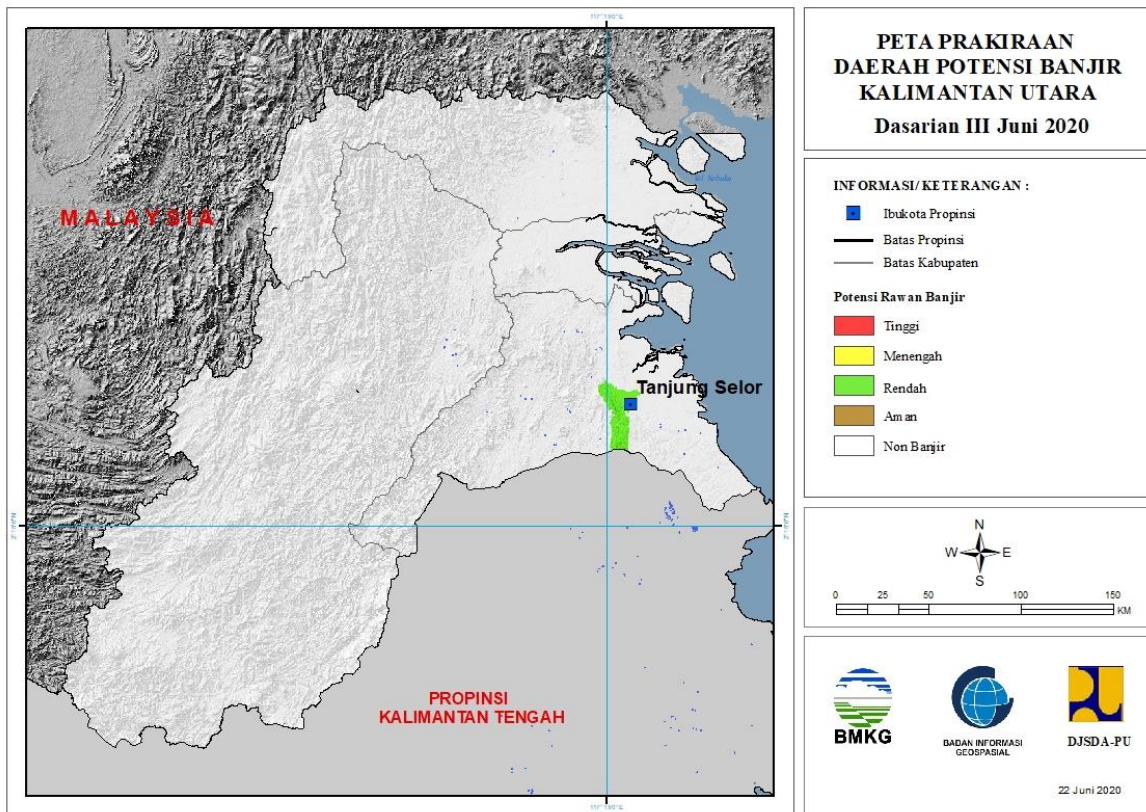 PETA PRAKIRAAN
DAERAH POTENSI BANJIR
KALIMANTAN UTARA
Dasarian III Juni 2020
INFORMASI/ KETERANGAN :
Ibukota Propinsi
Batas Propinsi
Batas Kabupaten
Potensi Rawan Banjir
Tinggi
Menengah
Rendah
Aman
Non Banjir
N
W E
S
0 25 50 100 150
KM
BMKG
BADAN INFORMASI
GEOSPASIAL
DJSDA-PU
22 Juni 2020
MALAYSIA
Tanjung Selor
PROPINSI
KALIMANTAN TENGAH